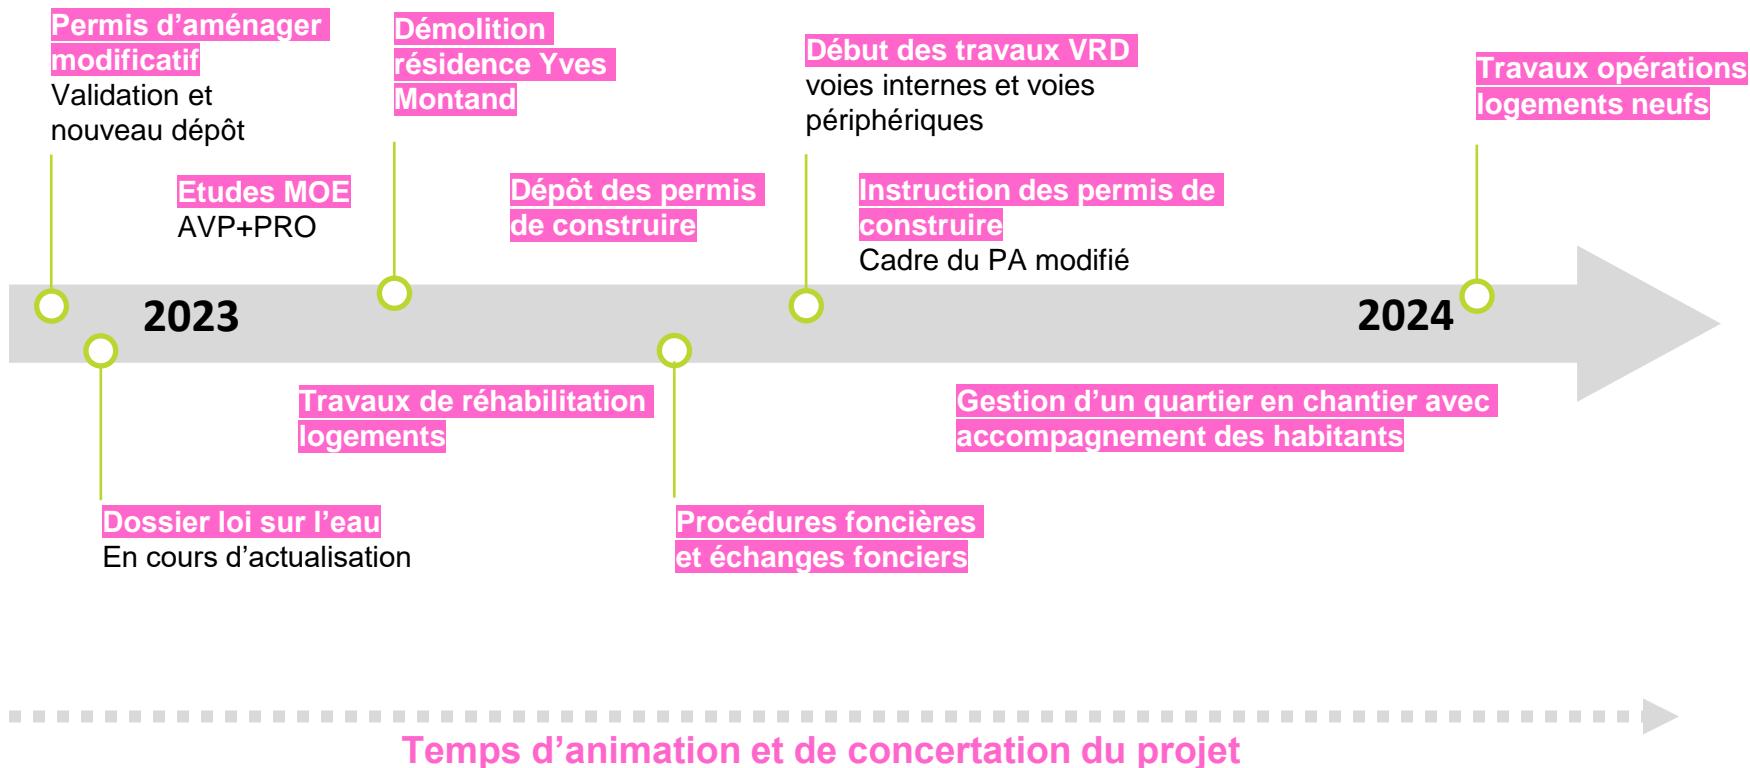 Permis d’aménager
modificatif
Validation et
nouveau dépôt
Démolition
résidence Yves
Montand
Début des travaux VRD
voies internes et voies
périphériques
Travaux opérations
logements neufs
Etudes MOE
AVP+PRO
Dépôt des permis
de construire
Instruction des permis de
construire
Cadre du PA modifié
2023
2024
Travaux de réhabilitation
logements
Gestion d’un quartier en chantier avec
accompagnement des habitants
Dossier loi sur l’eau
En cours d’actualisation
Procédures foncières
et échanges fonciers
Temps d’animation et de concertation du projet